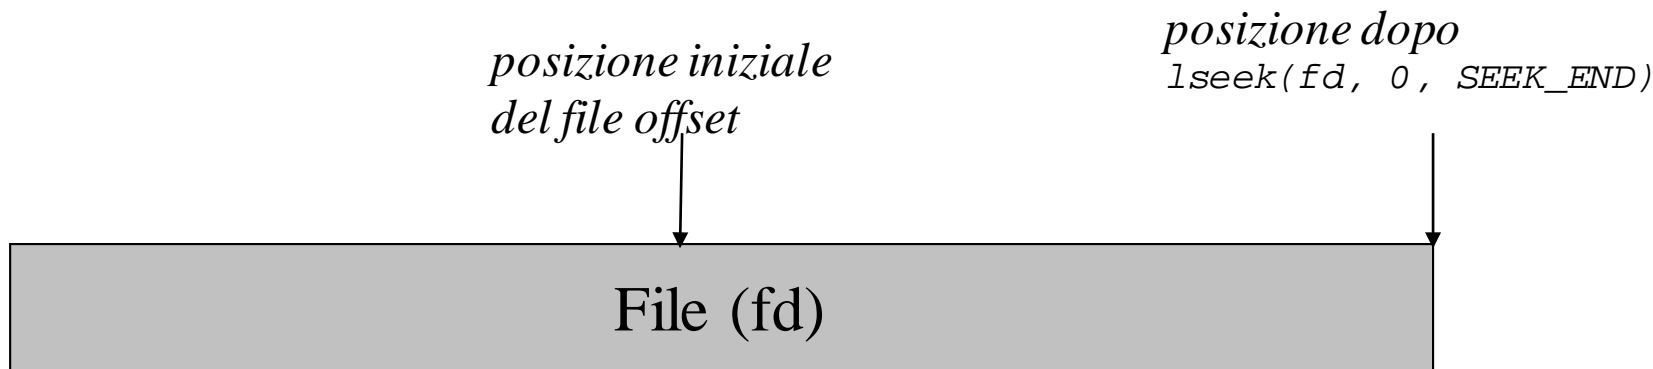 posizione iniziale
del file offset
posizione dopo
lseek(fd, 0, SEEK_END)
File (fd)